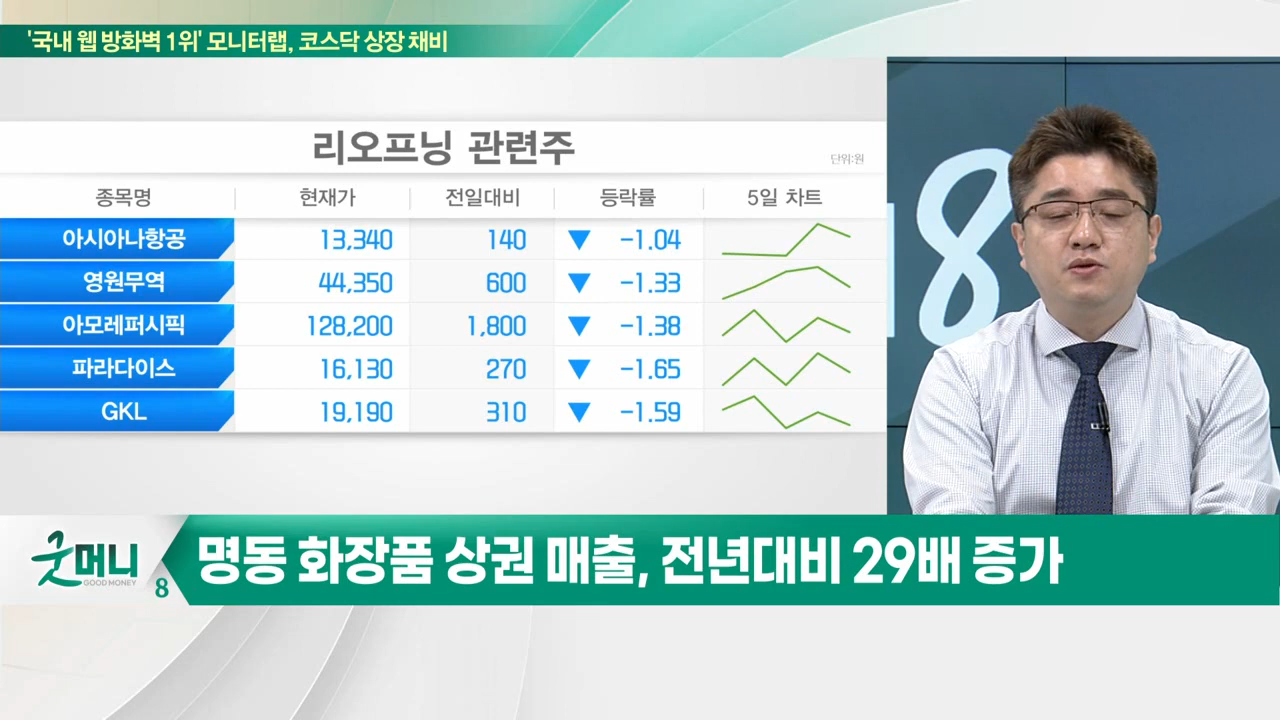 '국내 웹 방화벽 1위' 모니터랩, 코스닥 상장 채비
리오프닝 관련주
단위:원
종목명 현재가 전일대비 등락률 5일 차트
아시아나항공 13,340 140 ▼ -1.04
영원무역 44,350 600 ▼ -1.33
아모레퍼시픽 128,200 1,800 ▼ -1.38
파라다이스 16,130 270 ▼ -1.65
GKL 19,190 310 ▼ -1.59
8
굿머니
GOOD MONEY
8
명동 화장품 상권 매출, 전년대비 29배 증가